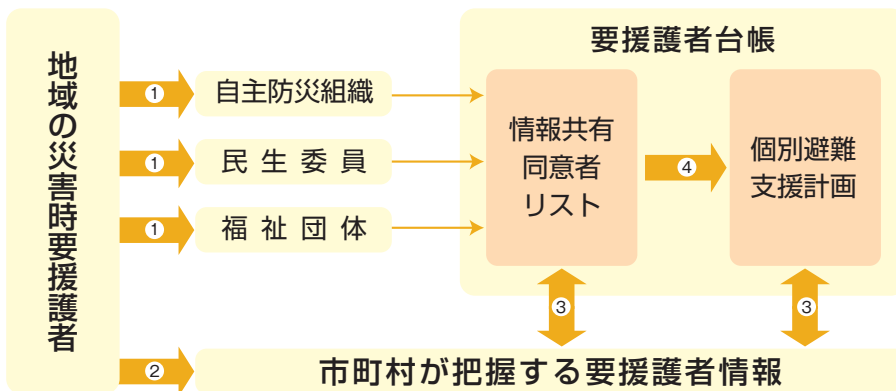 地域の災害時要援護者
① 自主防災組織
① 民生委員
① 福祉団体
要援護者台帳
情報共有
同意者
リスト
④
個別避難
支援計画
③
③
② 市町村が把握する要援護者情報